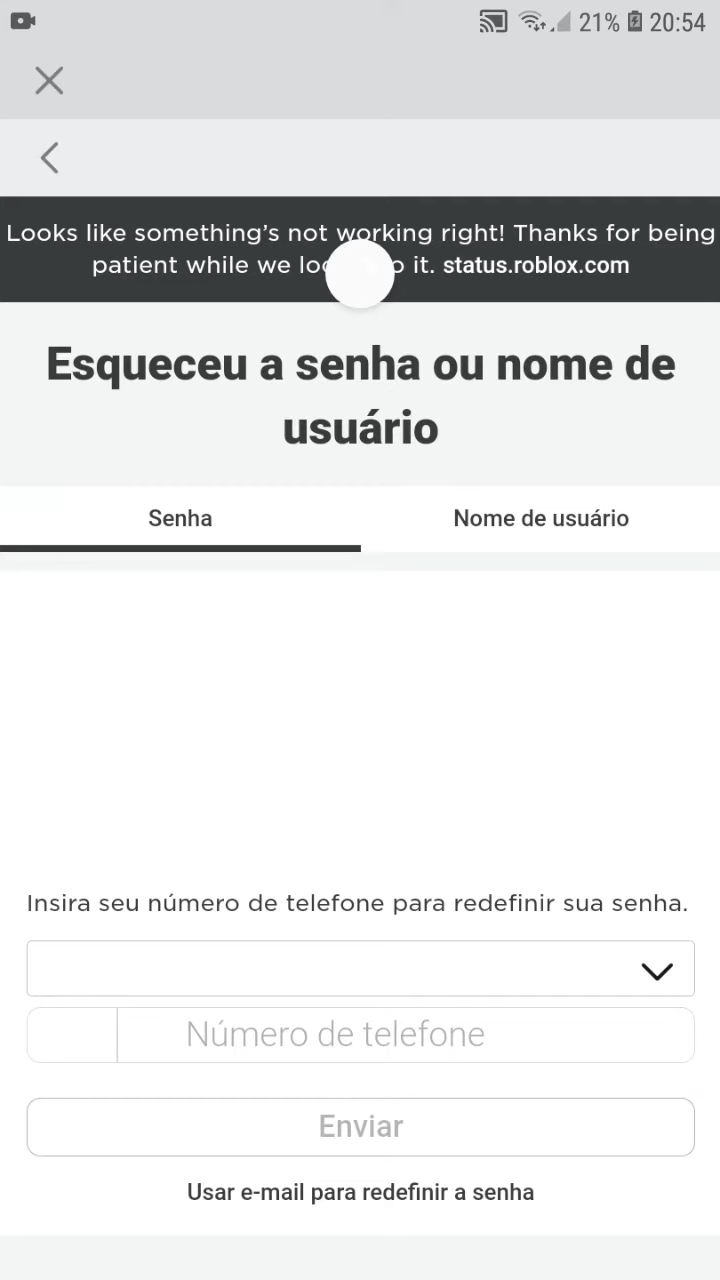 21% 20:54
Looks like something's not working right! Thanks for being
patient while we lo o it. status.roblox.com
Esqueceu a senha ou nome de
usuário
Senha Nome de usuário
Insira seu número de telefone para redefinir sua senha.
Número de telefone
Enviar
Usar e-mail para redefinir a senha